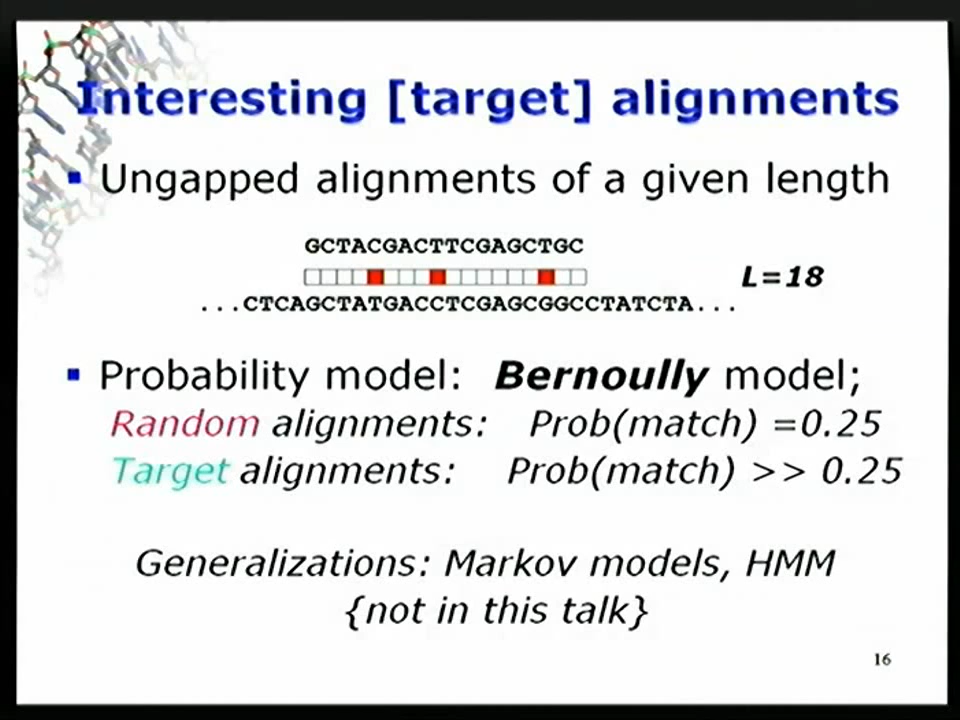 Interesting [target] alignments
▪ Ungapped alignments of a given length
GCTACGACTTCGAGCTGC
L=18
...CTCAGCTATGACCTCGAGCGGCCTATCTA...
▪ Probability model: Bernoully model;
Random alignments: Prob(match) =0.25
Target alignments: Prob(match) >> 0.25
Generalizations: Markov models, HMM
{not in this talk}
16